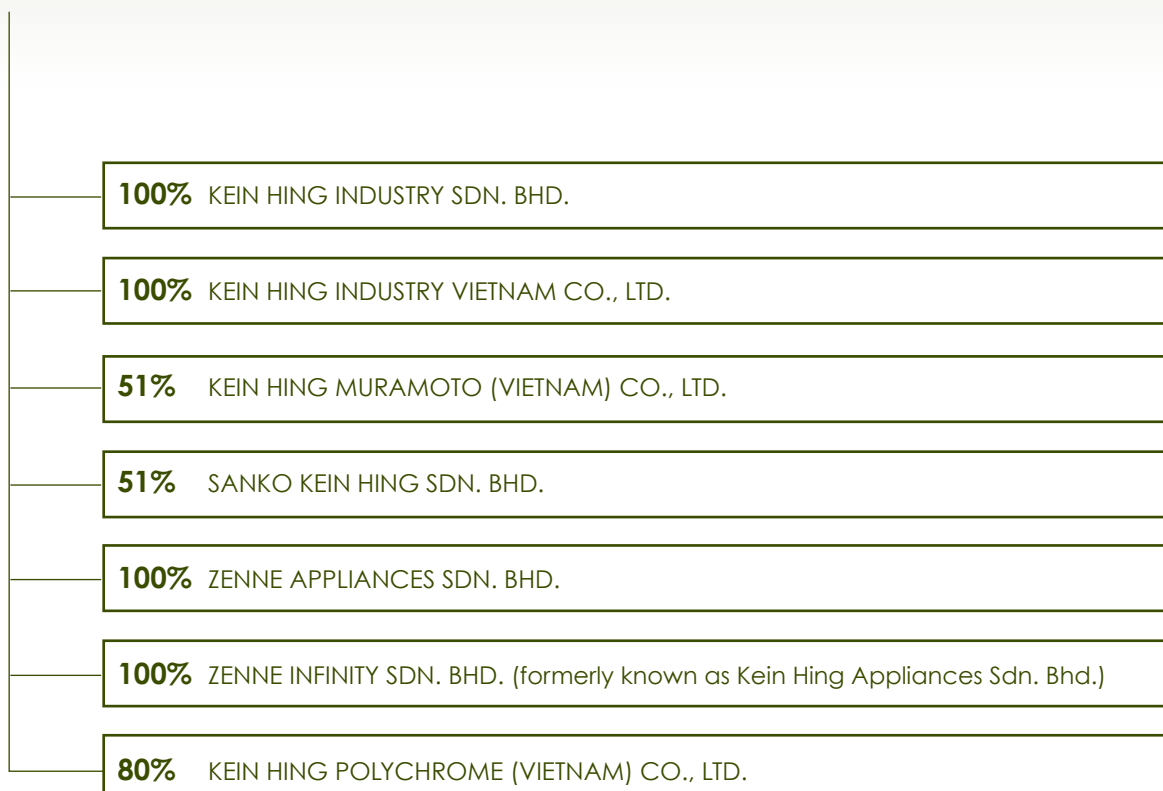 100% KEIN HING INDUSTRY SDN. BHD.
100% KEIN HING INDUSTRY VIETNAM CO., LTD.
51% KEIN HING MURAMOTO (VIETNAM) CO., LTD.
51% SANKO KEIN HING SDN. BHD.
100% ZENNE APPLIANCES SDN. BHD.
100% ZENNE INFINITY SDN. BHD. (formerly known as Kein Hing Appliances Sdn. Bhd.)
80% KEIN HING POLYCHROME (VIETNAM) CO., LTD.